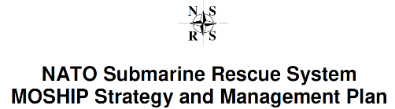 N S
R S
NATO Submarine Rescue System
MOSHIP Strategy and Management Plan